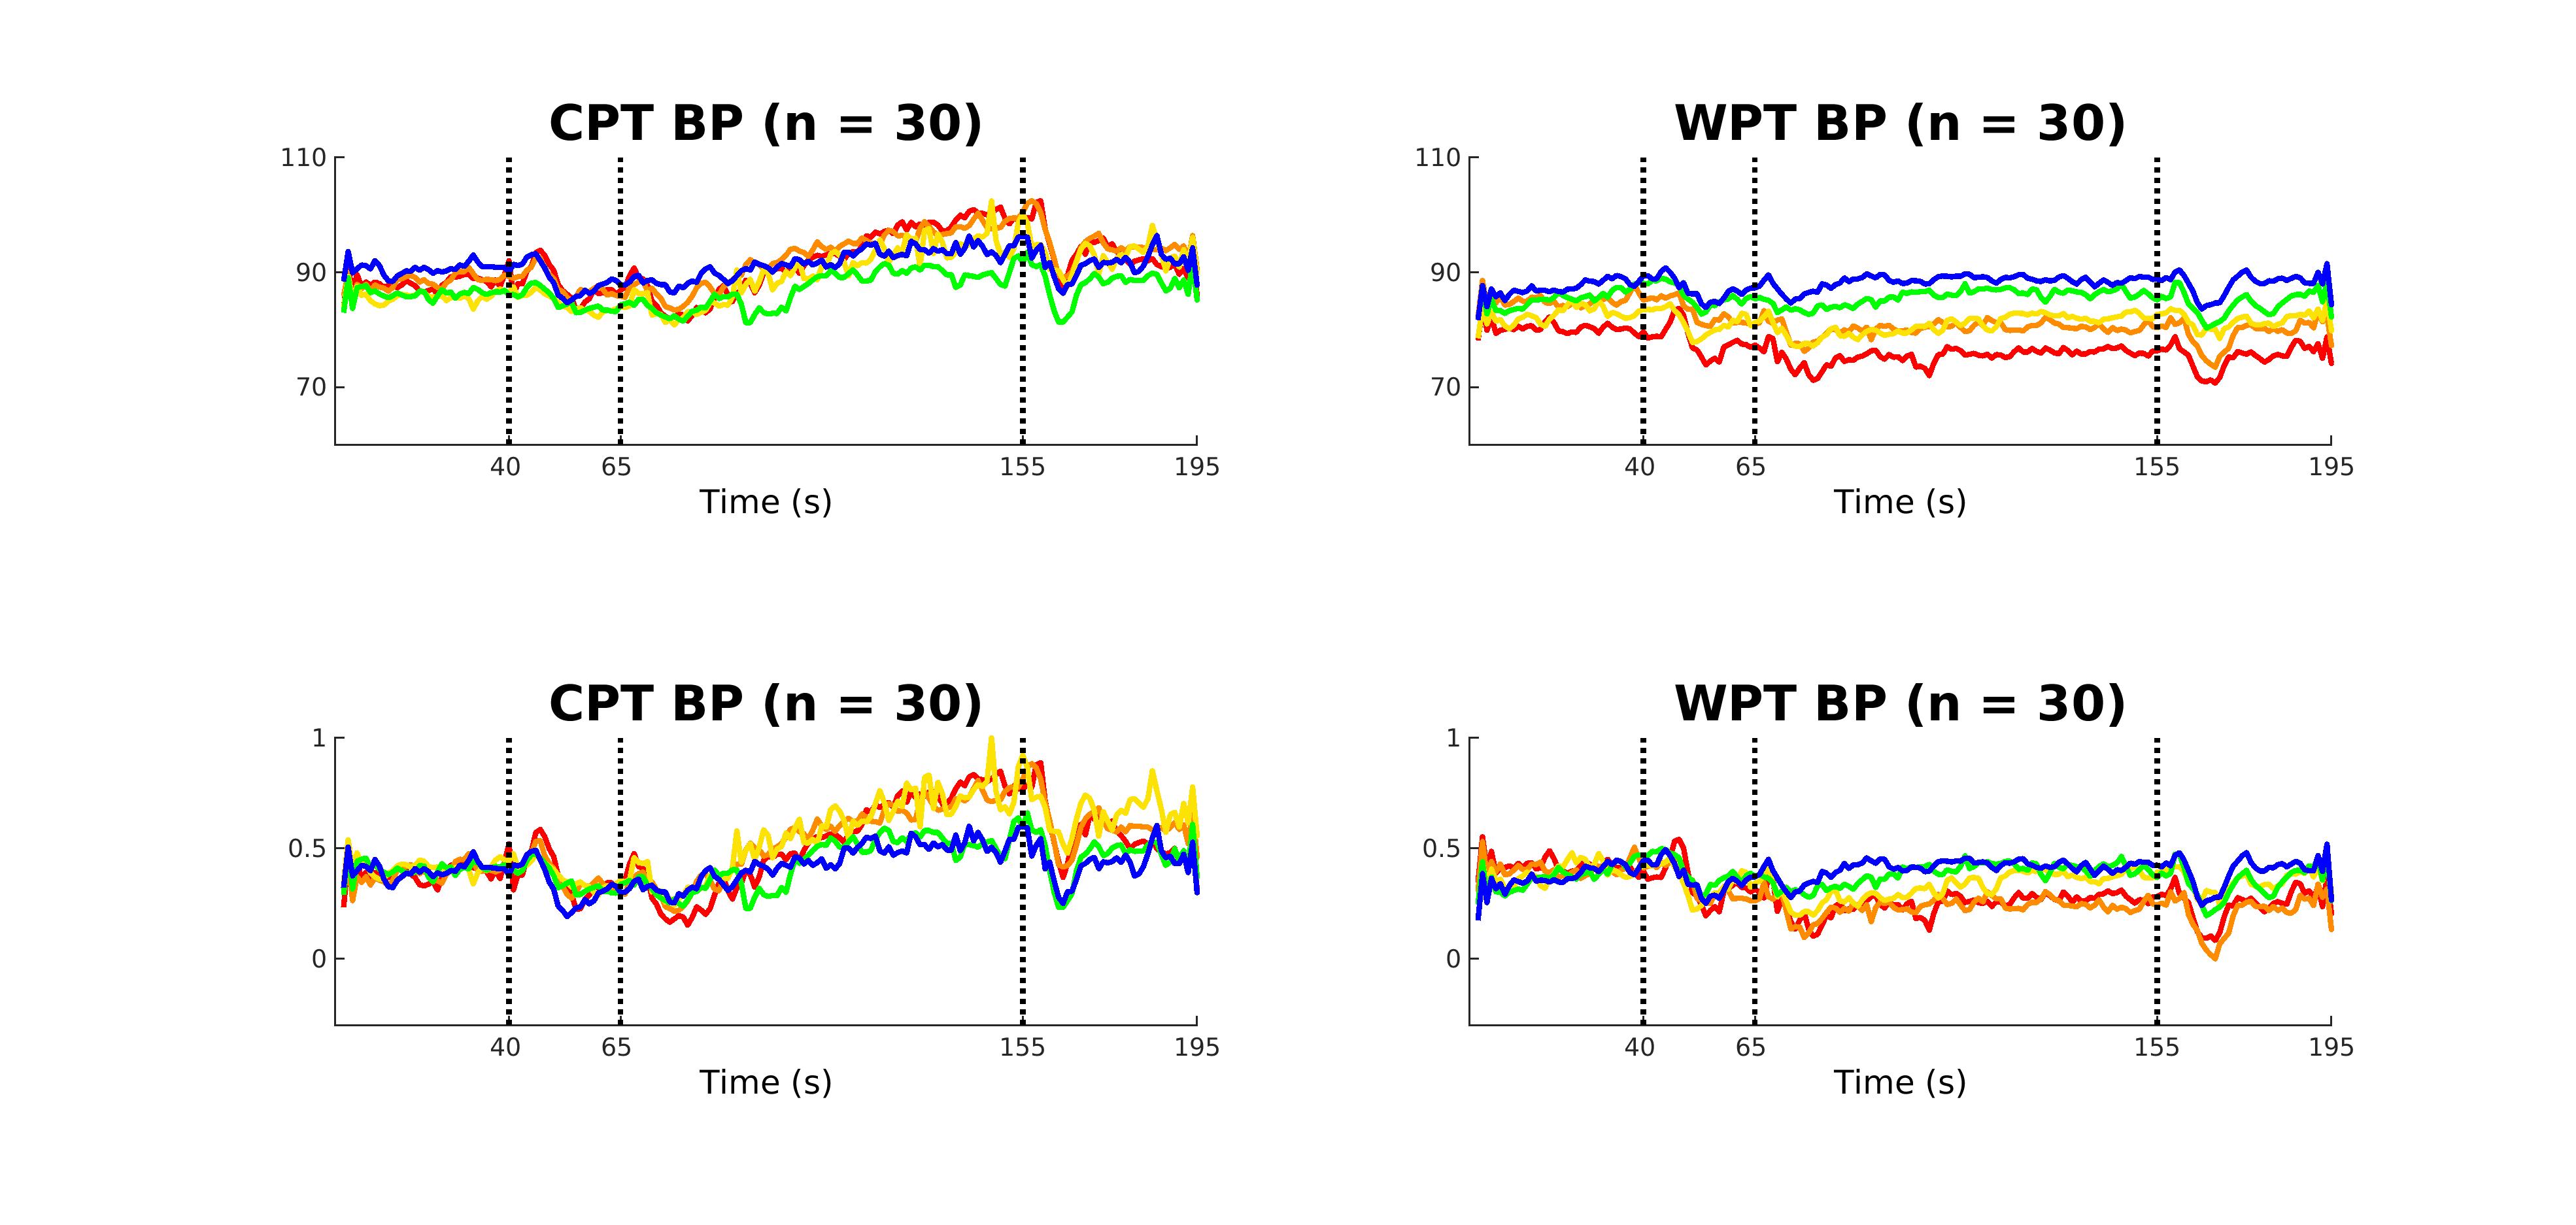 CPT BP (n = 30)
110
90
70
40 65 155 195
Time (s)
WPT BP (n = 30)
110
90
70
40 65 155 195
Time (s)
CPT BP (n = 30)
1
0.5
0
40 65 155 195
Time (s)
WPT BP (n = 30)
1
0.5
0
40 65 155 195
Time (s)